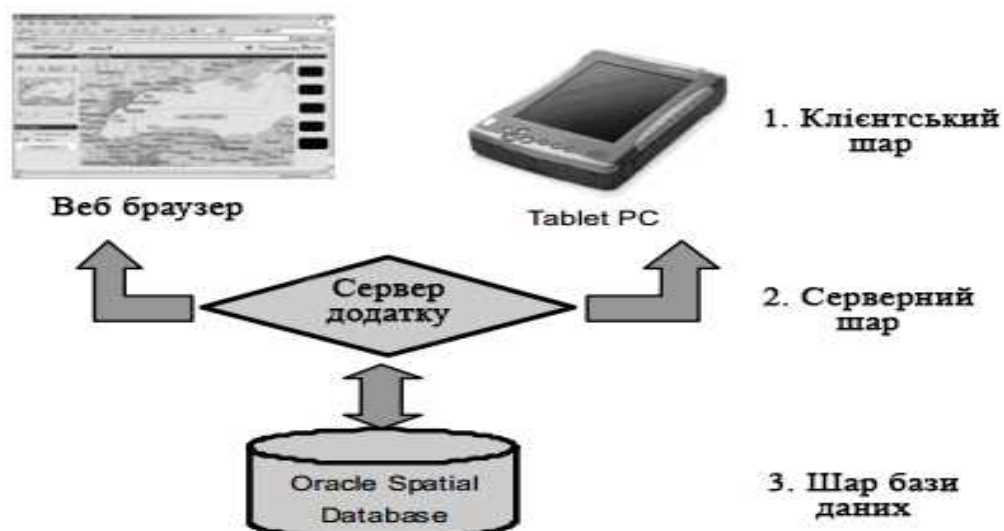 1. Клієнтський
шар
Веб браузер
Tablet PC
Сервер
додатку
2. Серверний
шар
Oracle Spatial
Database
3. Шар бази
даних